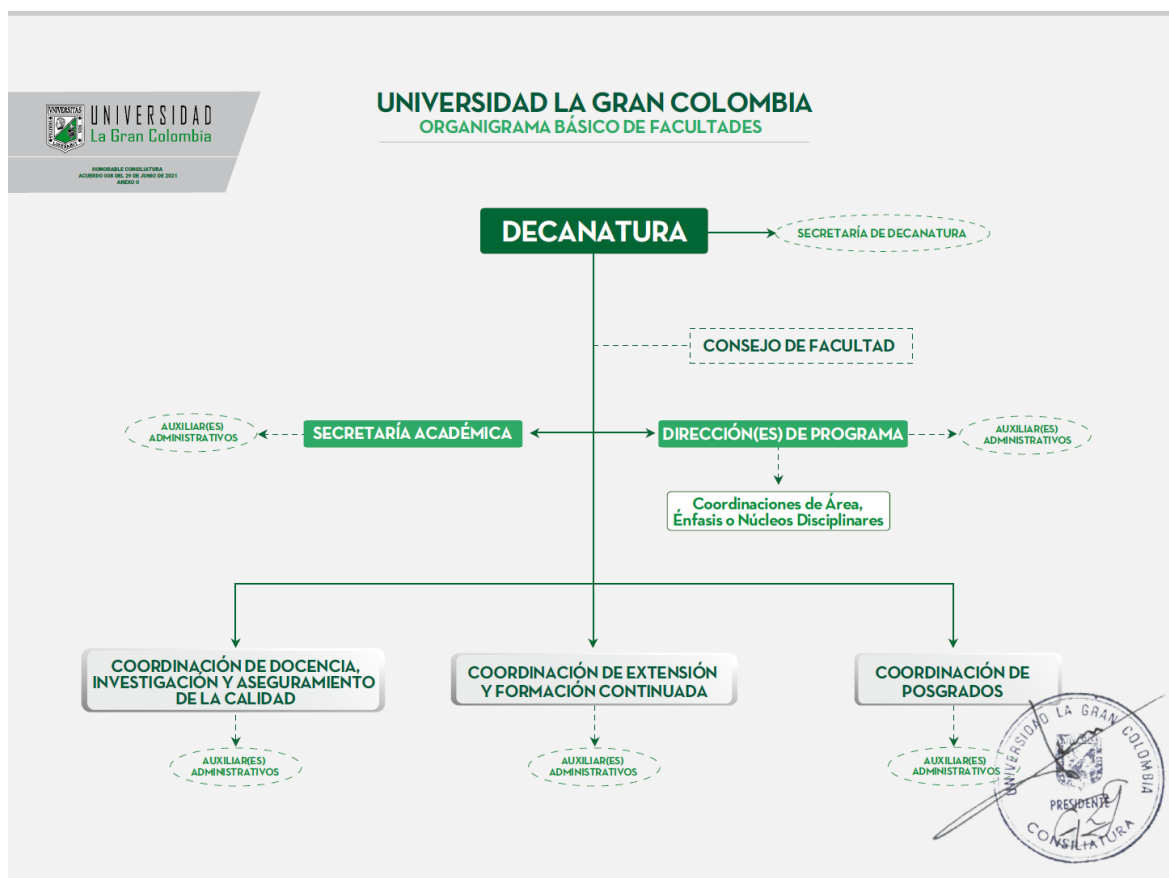 UNIVERSITAS
UNIVERSIDAD
La Gran Colombia
HONORABLE CONSILIATURA
ACUERDO 008 DEL 29 DE JUNIO DE 2021
ANEXO II
UNIVERSIDAD LA GRAN COLOMBIA
ORGANIGRAMA BÁSICO DE FACULTADES
DECANATURA
SECRETARÍA DE DECANATURA
CONSEJO DE FACULTAD
AUXILIAR(ES)
ADMINISTRATIVOS
SECRETARÍA ACADÉMICA
DIRECCIÓN(ES) DE PROGRAMA
AUXILIAR(ES)
ADMINISTRATIVOS
Coordinaciones de Área,
Énfasis o Núcleos Disciplinares
COORDINACIÓN DE DOCENCIA,
INVESTIGACIÓN Y ASEGURAMIENTO
DE LA CALIDAD
COORDINACIÓN DE EXTENSIÓN
Y FORMACIÓN CONTINUADA
COORDINACIÓN DE
POSGRADOS
AUXILIAR(ES)
ADMINISTRATIVOS
AUXILIAR(ES)
ADMINISTRATIVOS
AUXILIAR(ES)
ADMINISTRATIVOS
UNIVERSIDAD LA GRAN COLOMBIA
PRESIDENTE
CONSILIATURA